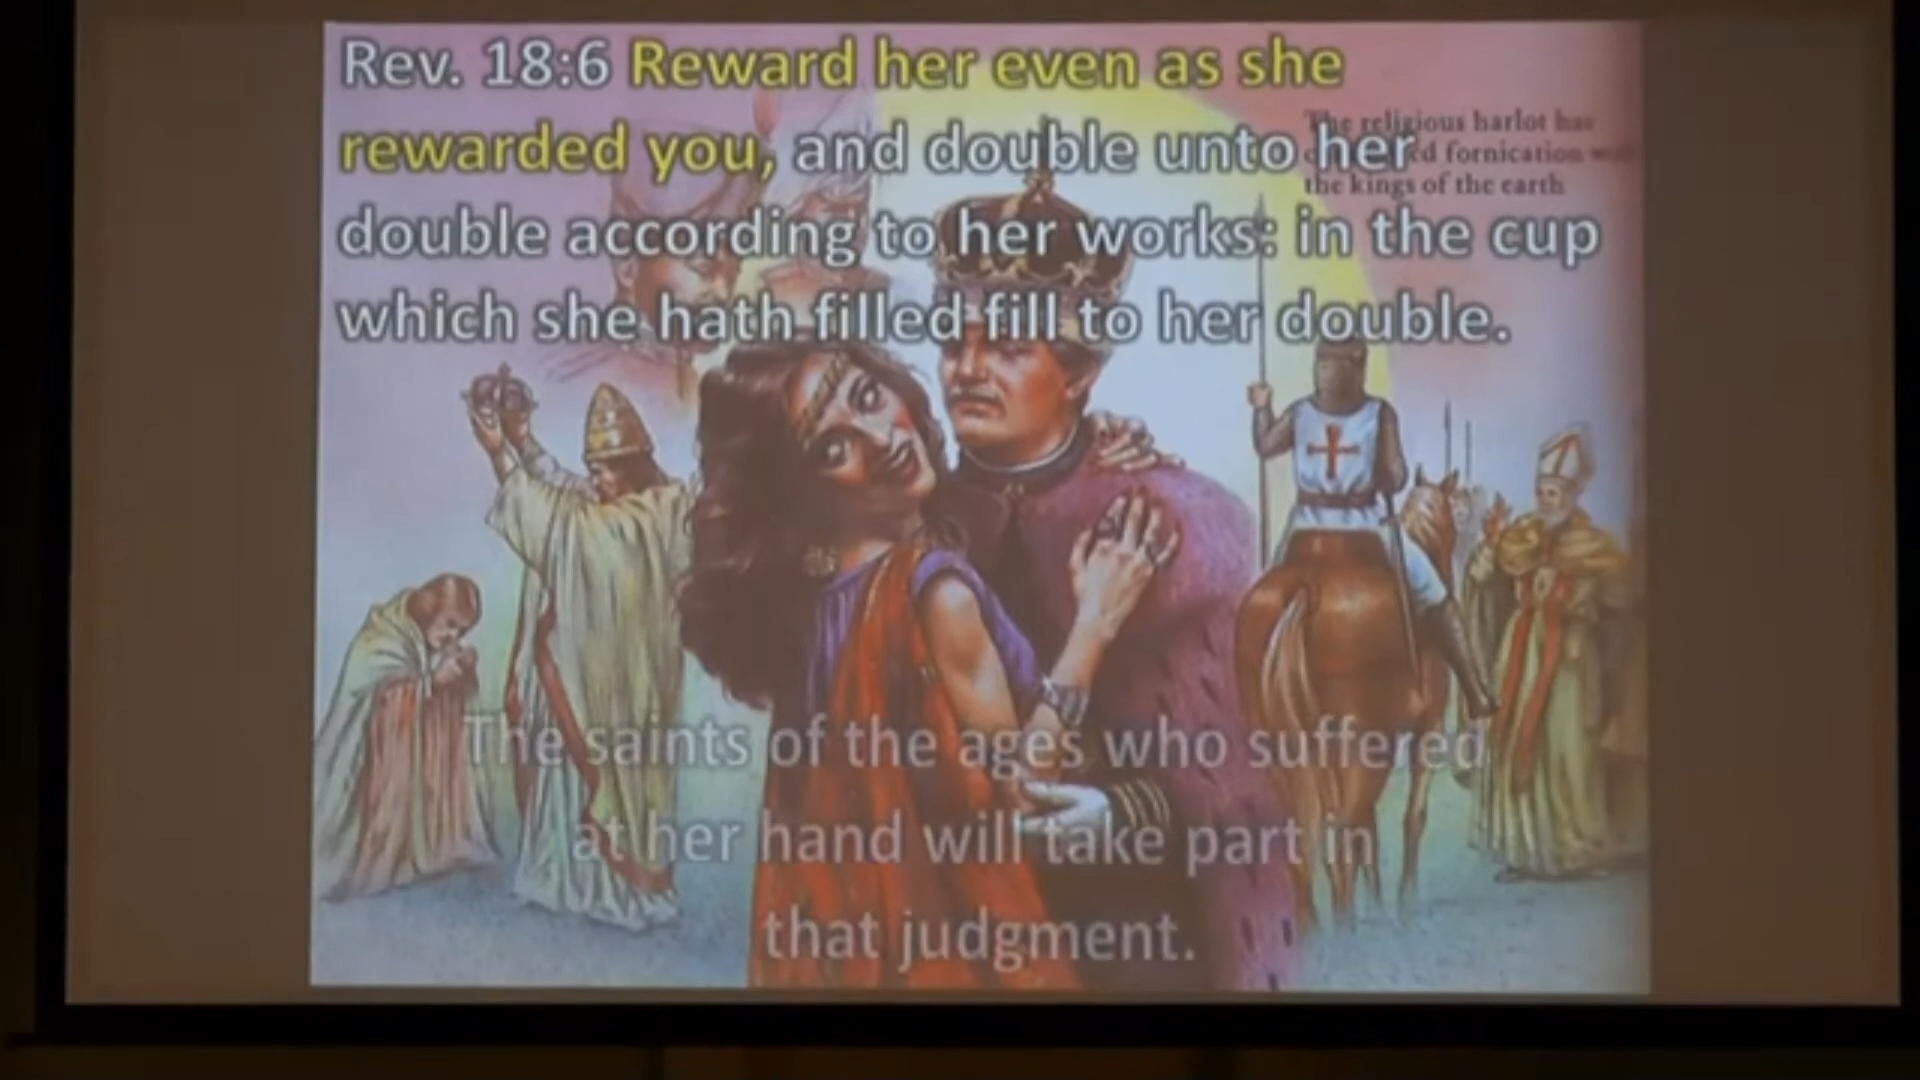 Rev. 18:6 Reward her even as she
rewarded you, and double unto her
double according to her works: in the cup
which she hath filled fill to her double.
The religious harlot has
fornication
the kings of the earth
The saints of the ages who suffered
at her hand will take part in
that judgment.